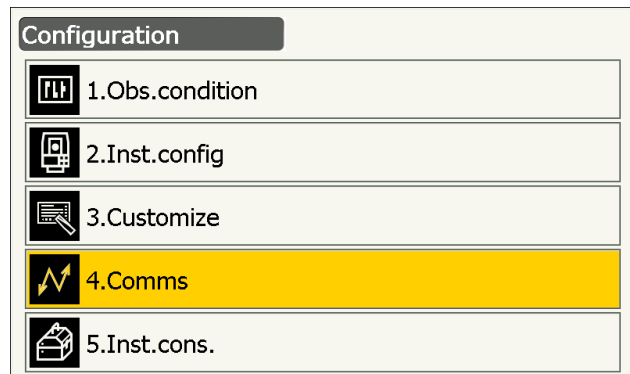 Configuration
1.Obs.condition
2.Inst.config
3.Customize
4.Comms
5.Inst.cons.